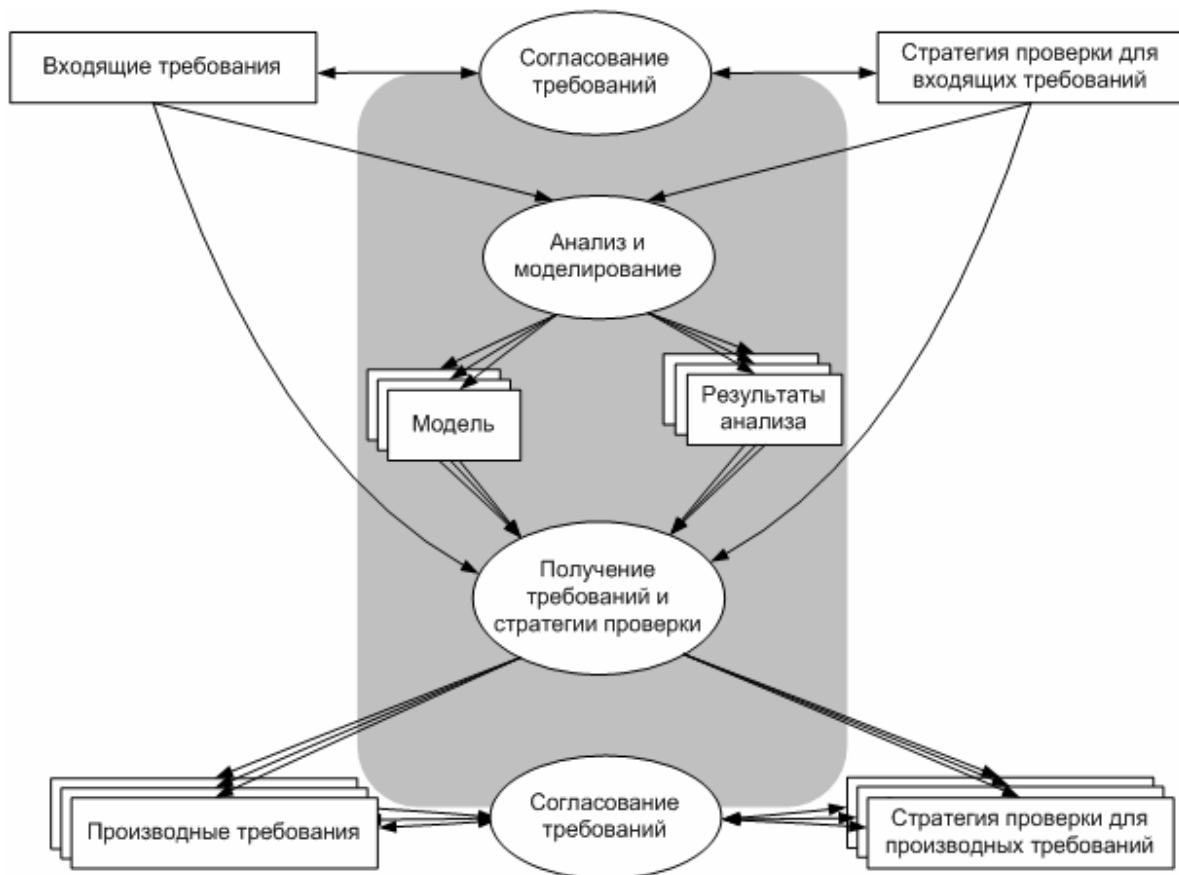 Входящие требования
Согласование
требований
Стратегия проверки для
входящих требований
Анализ и
моделирование
Модель
Результаты
анализа
Получение
требований и
стратегии проверки
Производные требования
Согласование
требований
Стратегия проверки для
производных требований